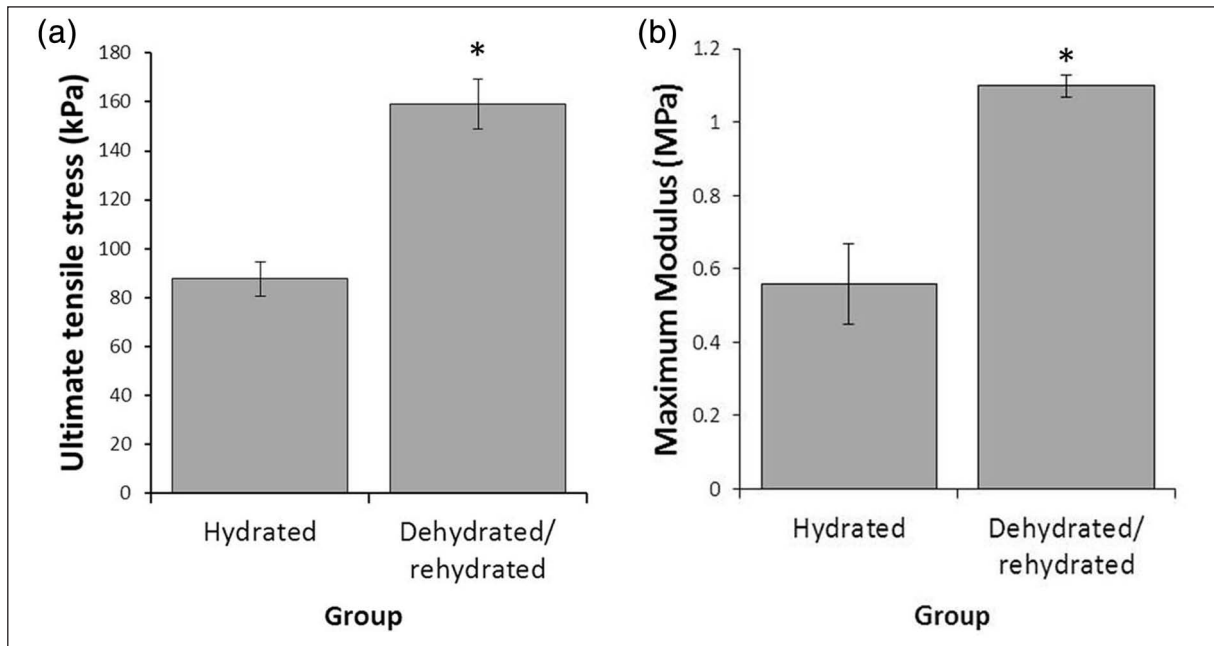 (a)
Ultimate tensile stress (kPa)
180
160
140
120
100
80
60
40
20
0
*
Hydrated
Dehydrated/
rehydrated
Group
(b)
Maximum Modulus (MPa)
1.2
1
0.8
0.6
0.4
0.2
0
*
Hydrated
Dehydrated/
rehydrated
Group